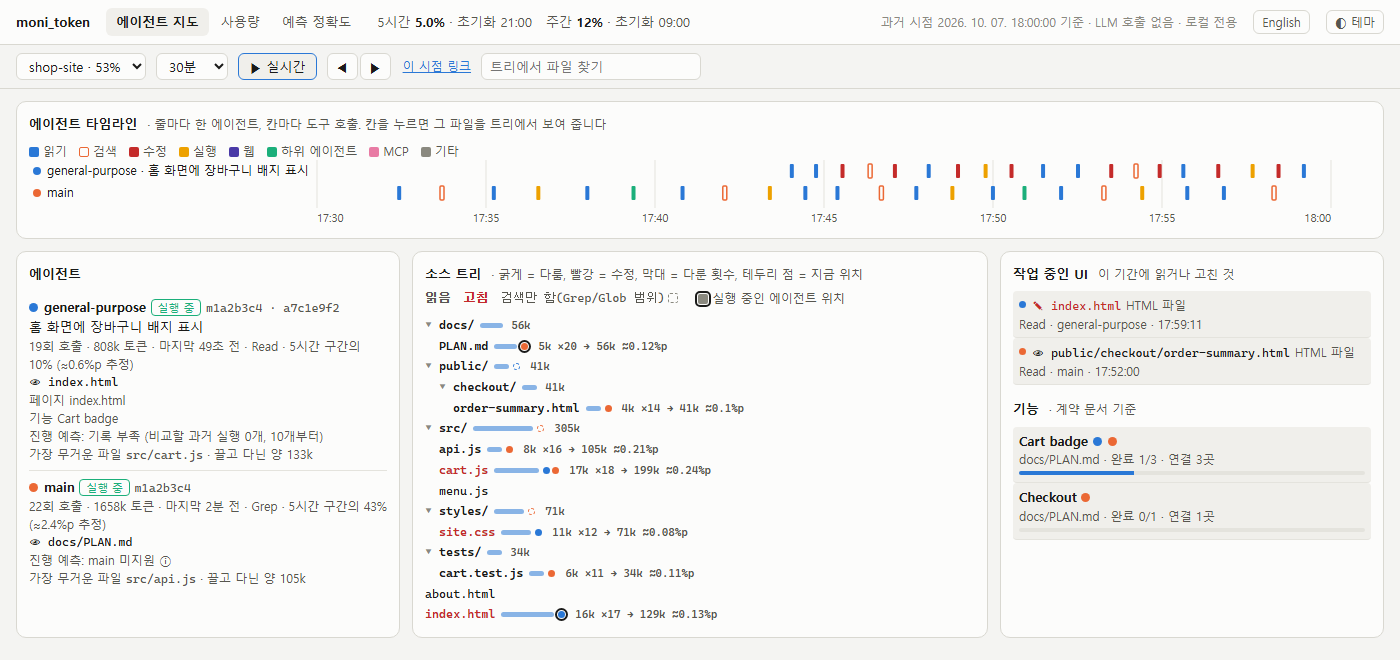 moni_token 에이전트 지도 사용량 예측 정확도 5시간 5.0% · 초기화 21:00 주간 12% · 초기화 09:00 과거 시점 2026. 10. 07. 18:00:00 기준 · LLM 호출 없음 · 로컬 전용 English ◐ 테마
shop-site · 53% 30분 ▶ 실시간 ◀ ▶ 이 시점 링크 트리에서 파일 찾기
에이전트 타임라인 · 줄마다 한 에이전트, 칸마다 도구 호출. 칸을 누르면 그 파일을 트리에서 보여 줍니다
읽기 검색 수정 실행 웹 하위 에이전트 MCP 기타
general-purpose · 홈 화면에 장바구니 배지 표시
main
17:30 17:35 17:40 17:45 17:50 17:55 18:00
에이전트
general-purpose 실행 중 m1a2b3c4 · a7c1e9f2
홈 화면에 장바구니 배지 표시
19회 호출 · 808k 토큰 · 마지막 49초 전 · Read · 5시간 구간의
10% (≈0.6%p 추정)
index.html
페이지 index.html
기능 Cart badge
진행 예측: 기록 부족 (비교할 과거 실행 0개, 10개부터)
가장 무거운 파일 src/cart.js · 끌고 다닌 양 133k
main 실행 중 m1a2b3c4
22회 호출 · 1658k 토큰 · 마지막 2분 전 · Grep · 5시간 구간의 43%
(≈2.4%p 추정)
docs/PLAN.md
진행 예측: main 미지원 ⓘ
가장 무거운 파일 src/api.js · 끌고 다닌 양 105k
소스 트리 · 굵게 = 다룸, 빨강 = 수정, 막대 = 다룬 횟수, 테두리 점 = 지금 위치
읽음 고침 검색만 함(Grep/Glob 범위) 실행 중인 에이전트 위치
▼ docs/ 56k
PLAN.md 5k ×20 → 56k ≈0.12%p
▼ public/ 41k
▼ checkout/ 41k
order-summary.html 4k ×14 → 41k ≈0.1%p
▼ src/ 305k
api.js 8k ×16 → 105k ≈0.21%p
cart.js 17k ×18 → 199k ≈0.24%p
menu.js
▼ styles/ 71k
site.css 11k ×12 → 71k ≈0.08%p
▼ tests/ 34k
cart.test.js 6k ×11 → 34k ≈0.11%p
about.html
index.html 16k ×17 → 129k ≈0.13%p
작업 중인 UI 이 기간에 읽거나 고친 것
index.html HTML 파일
Read · general-purpose · 17:59:11
public/checkout/order-summary.html HTML 파일
Read · main · 17:52:00
기능 · 계약 문서 기준
Cart badge
docs/PLAN.md · 완료 1/3 · 연결 3곳
Checkout
docs/PLAN.md · 완료 0/1 · 연결 1곳